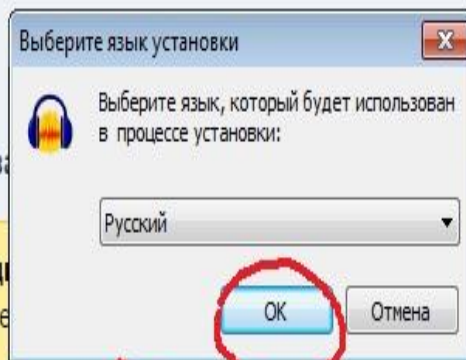 Выберите язык установки
Выберите язык, который будет использован
в процессе установки:
Русский
OK
Отмена